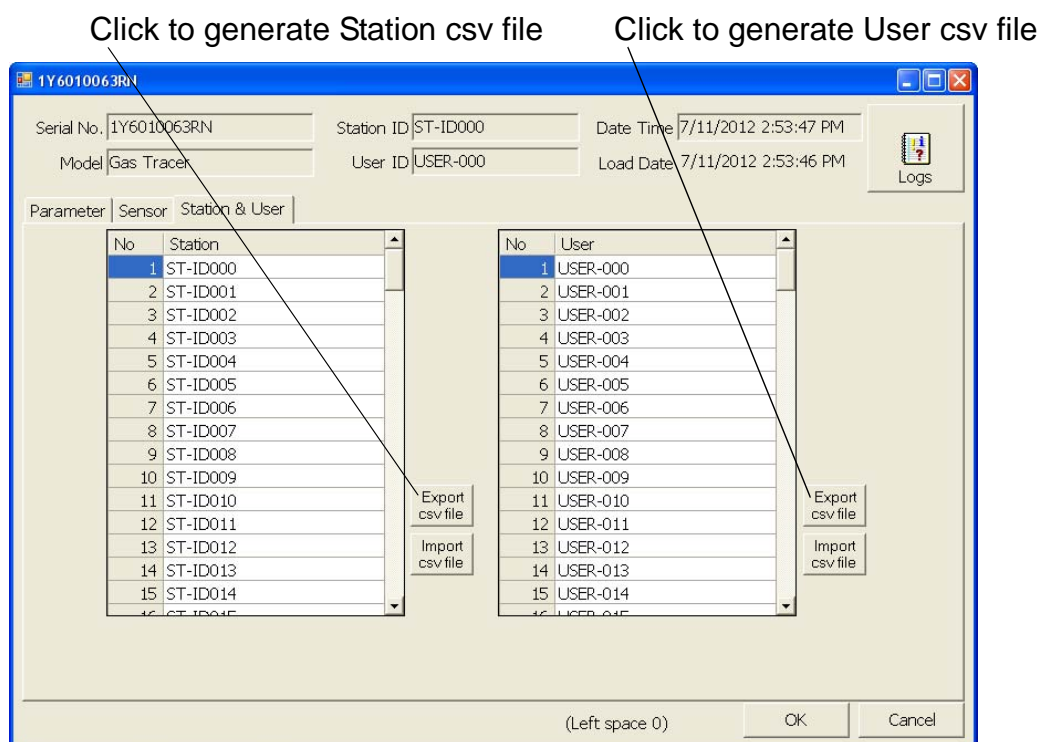 Click to generate Station csv file Click to generate User csv file
1Y6010063RN
Serial No. 1Y6010063RN Station ID ST-ID000 Date Time 7/11/2012 2:53:47 PM
Model Gas Tracer User ID USER-000 Load Date 7/11/2012 2:53:46 PM
Logs
Parameter Sensor Station & User
No Station No User
1 ST-ID000 1 USER-000
2 ST-ID001 2 USER-001
3 ST-ID002 3 USER-002
4 ST-ID003 4 USER-003
5 ST-ID004 5 USER-004
6 ST-ID005 6 USER-005
7 ST-ID006 7 USER-006
8 ST-ID007 8 USER-007
9 ST-ID008 9 USER-008
10 ST-ID009 10 USER-009
11 ST-ID010 Export 11 USER-010 Export
12 ST-ID011 csv file 12 USER-011 csv file
13 ST-ID012 Import 13 USER-012 Import
14 ST-ID013 csv file 14 USER-013 csv file
15 ST-ID014 15 USER-014
(Left space 0) OK Cancel